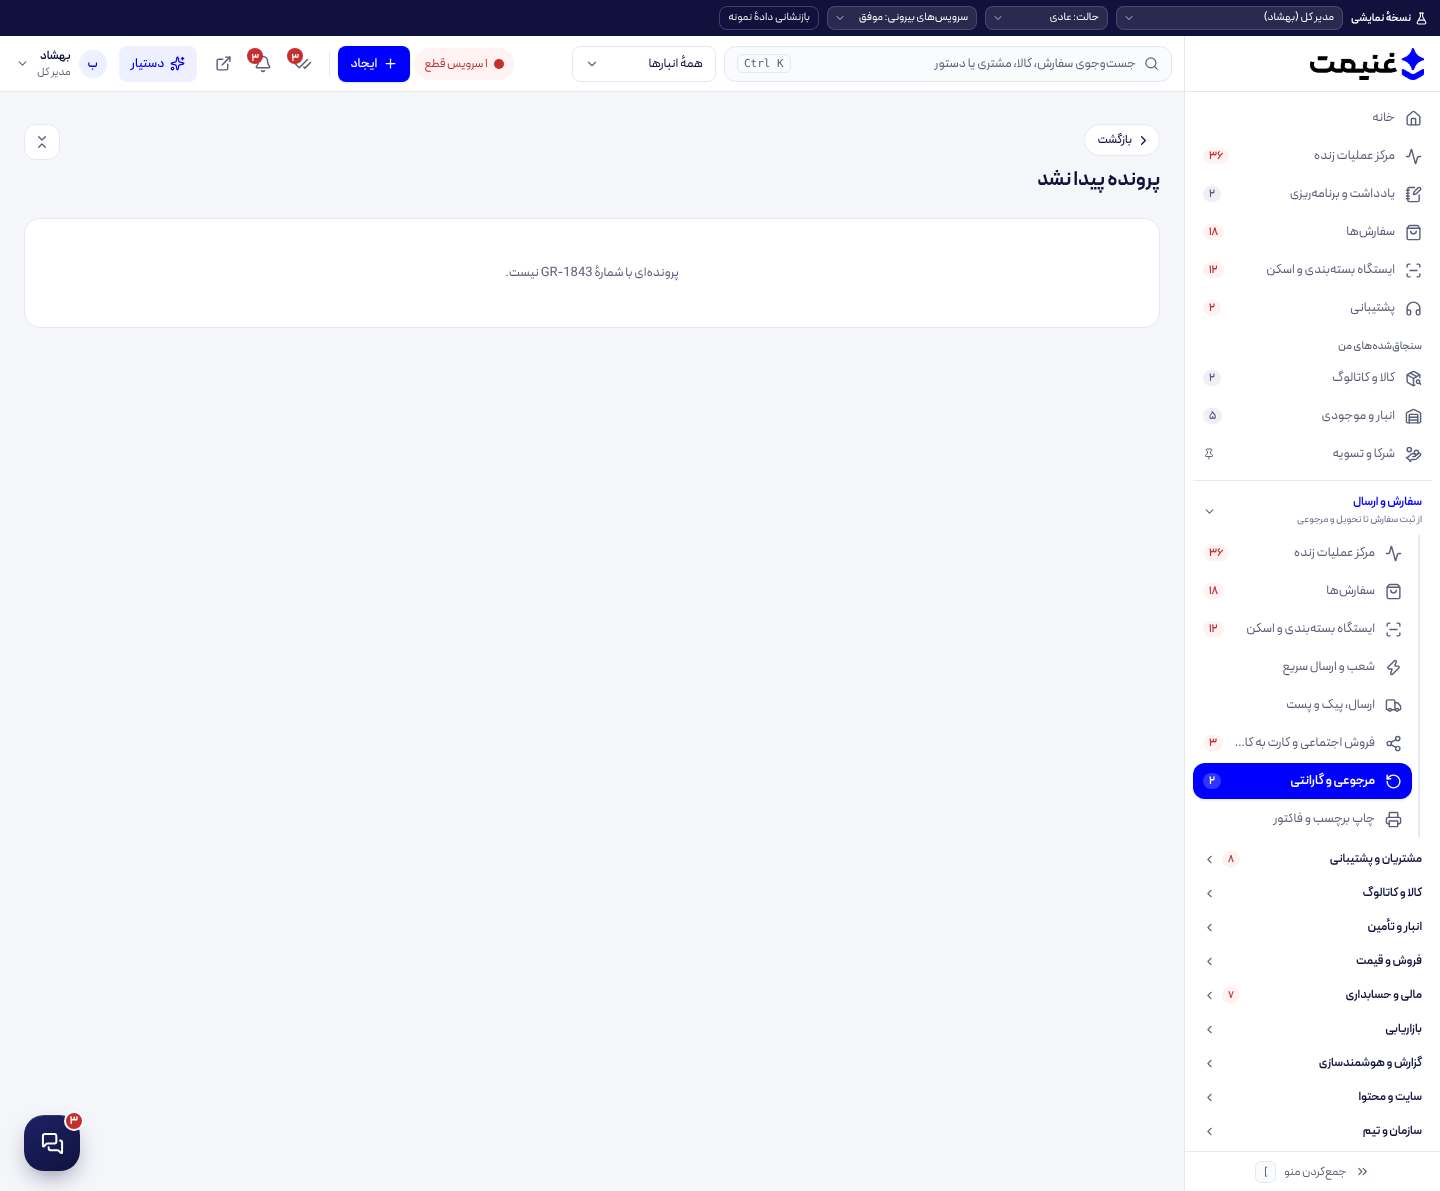 نسخهٔ نمایشی
مدیر کل (بهشاد)
حالت: عادی
سرویس‌های بیرونی: موفق
بازنشانی دادهٔ نمونه
غنیمت
جست‌وجوی سفارش، کالا، مشتری یا دستور
Ctrl K
همهٔ انبارها
۱ سرویس قطع
ایجاد
۳
۳
دستیار
ب
بهشاد
مدیر کل
خانه
مرکز عملیات زنده ۳۶
یادداشت و برنامه‌ریزی ۲
سفارش‌ها ۱۸
ایستگاه بسته‌بندی و اسکن ۱۲
پشتیبانی ۲
سنجاق‌شده‌های من
کالا و کاتالوگ ۲
انبار و موجودی ۵
شرکا و تسویه
سفارش و ارسال
از ثبت سفارش تا تحویل و مرجوعی
مرکز عملیات زنده ۳۶
سفارش‌ها ۱۸
ایستگاه بسته‌بندی و اسکن ۱۲
شعب و ارسال سریع
ارسال، پیک و پست
فروش اجتماعی و کارت به کا... ۳
مرجوعی و گارانتی ۲
چاپ برچسب و فاکتور
مشتریان و پشتیبانی ۸
کالا و کاتالوگ
انبار و تأمین
فروش و قیمت
مالی و حسابداری ۷
بازاریابی
گزارش و هوشمندسازی
سایت و محتوا
سازمان و تیم
جمع‌کردن منو [
بازگشت
پرونده پیدا نشد
پرونده‌ای با شمارهٔ GR-1843 نیست.
۳